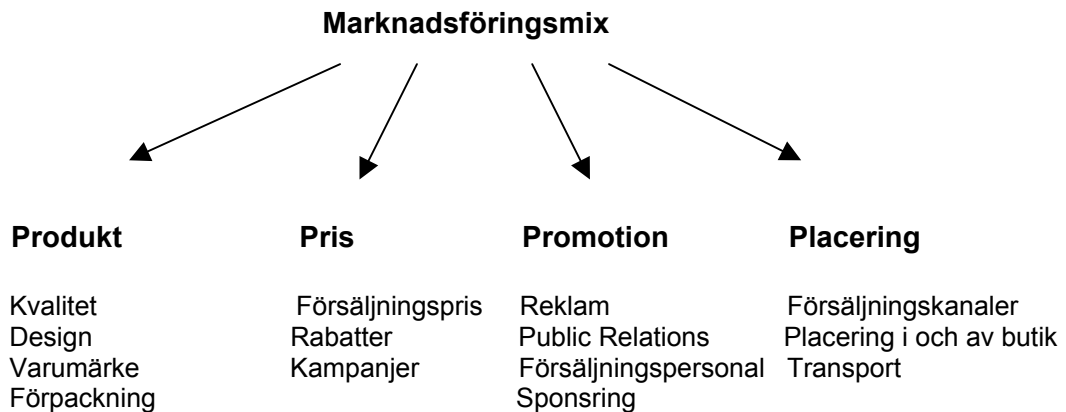 Marknadsföringsmix
Produkt Pris Promotion Placering
Kvalitet Försäljningspris Reklam Försäljningskanaler
Design Rabatter Public Relations Placering i och av butik
Varumärke Kampanjer Försäljningspersonal Transport
Förpackning Sponsring